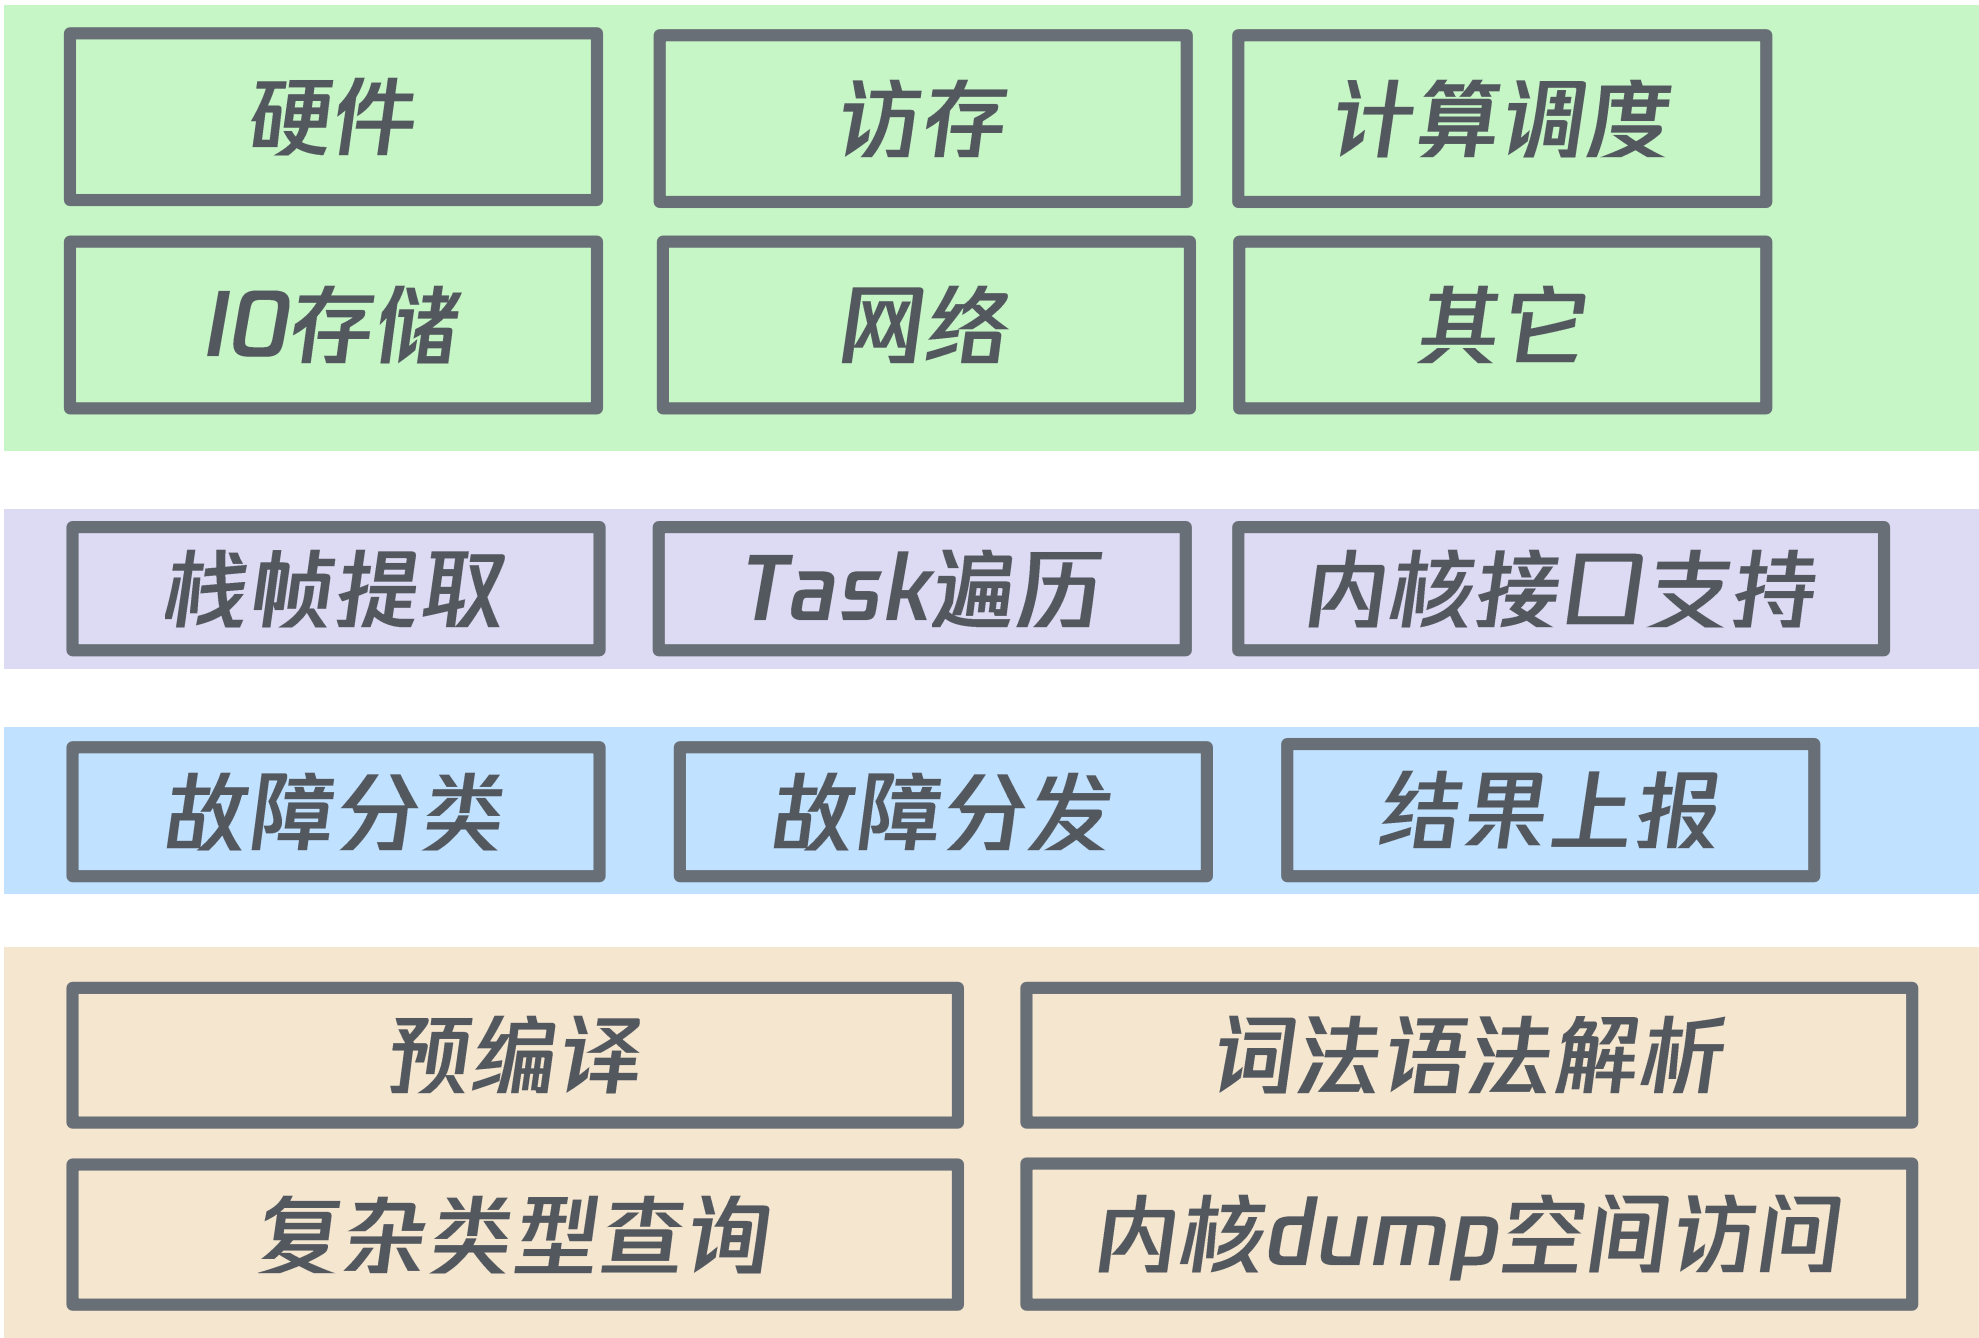 硬件
访存
计算调度
IO存储
网络
其它
栈帧提取
Task遍历
内核接口支持
故障分类
故障分发
结果上报
预编译
词法语法解析
复杂类型查询
内核dump空间访问